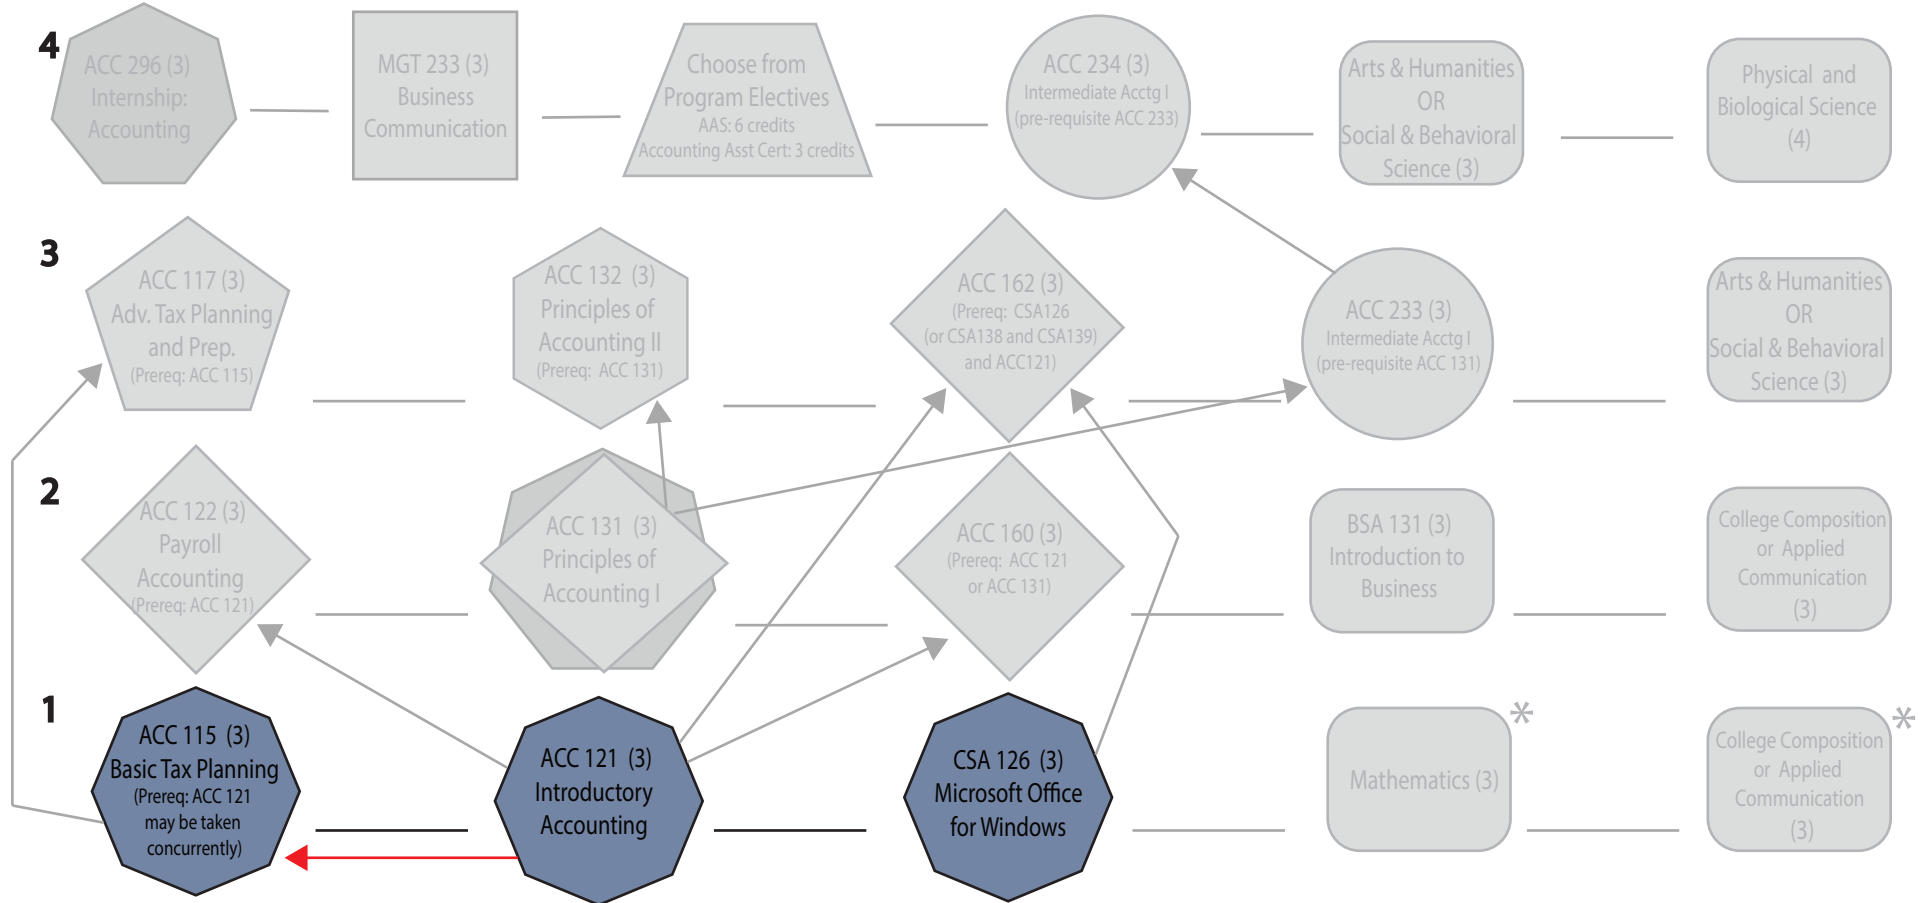 4
ACC 296 (3)
Internship:
Accounting
MGT 233 (3)
Business
Communication
Choose from
Program Electives
AAS: 6 credits
Accounting Asst Cert: 3 credits
ACC 234 (3)
Intermediate Acctg I
(pre-requisite ACC 233)
Arts & Humanities
OR
Social & Behavioral
Science (3)
Physical and
Biological Science
(4)
3
ACC 117 (3)
Adv. Tax Planning
and Prep.
(Prereq: ACC 115)
ACC 132 (3)
Principles of
Accounting II
(Prereq: ACC 131)
ACC 162 (3)
(Prereq: CSA126
(or CSA138 and CSA139)
and ACC121)
ACC 233 (3)
Intermediate Acctg I
(pre-requisite ACC 131)
Arts & Humanities
OR
Social & Behavioral
Science (3)
2
ACC 122 (3)
Payroll
Accounting
(Prereq: ACC 121)
ACC 131 (3)
Principles of
Accounting I
ACC 160 (3)
(Prereq: ACC 121
or ACC 131)
BSA 131 (3)
Introduction to
Business
College Composition
or Applied
Communication
(3)
1
ACC 115 (3)
Basic Tax Planning
(Prereq: ACC 121
may be taken
concurrently)
ACC 121 (3)
Introductory
Accounting
CSA 126 (3)
Microsoft Office
for Windows
Mathematics (3)
*
College Composition
or Applied
Communication
(3)
*